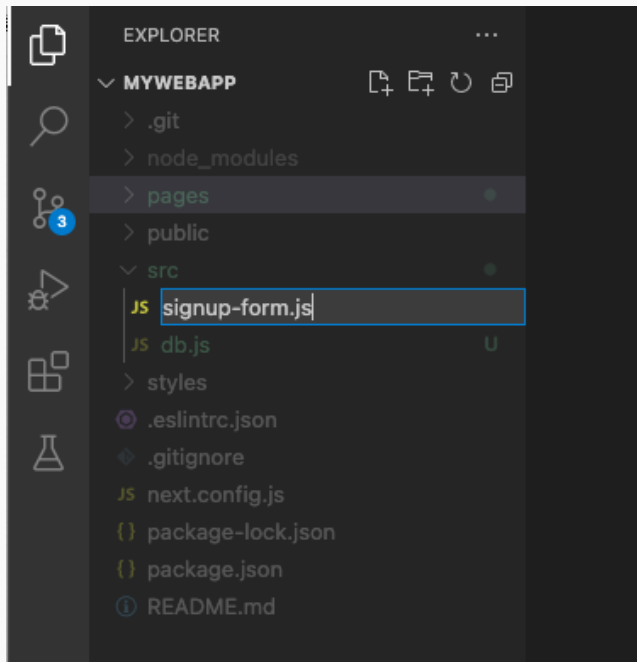 EXPLORER
MYWEBAPP
.git
node_modules
pages
public
3
src
JS signup-form.js
JS db.js U
styles
.eslintrc.json
.gitignore
JS next.config.js
{} package-lock.json
{} package.json
README.md